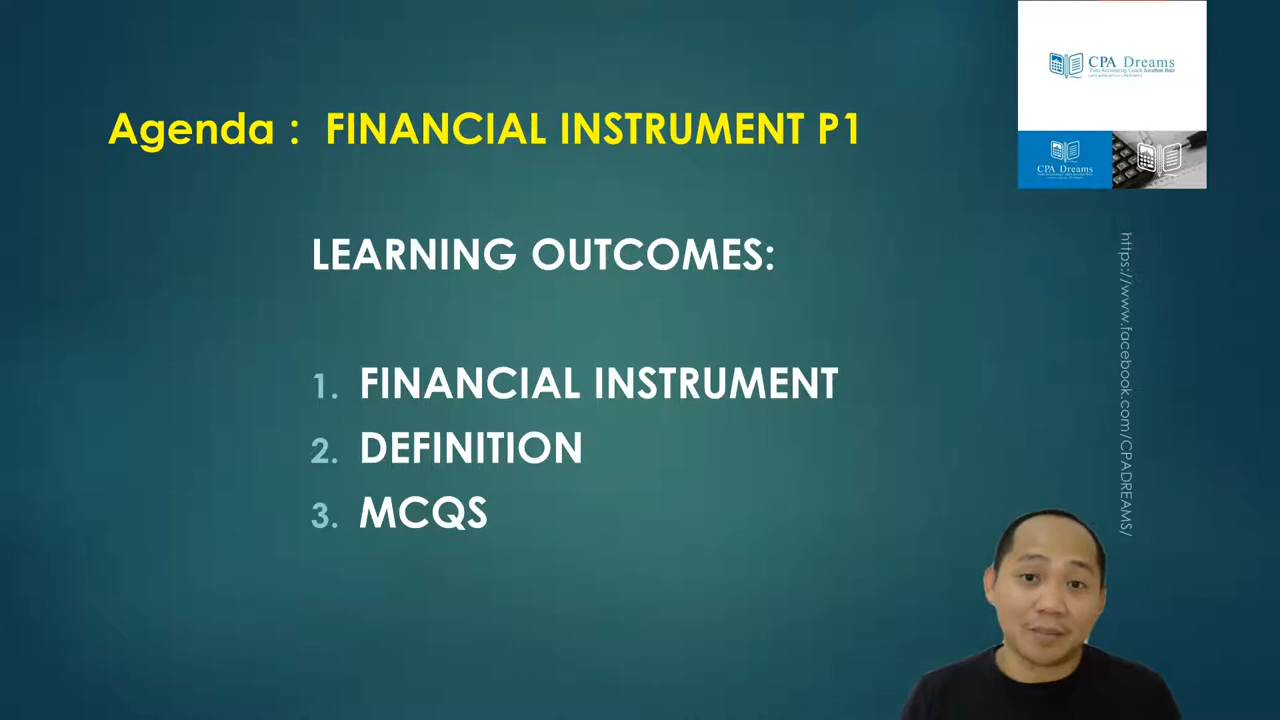 CPA Dreams
Agenda : FINANCIAL INSTRUMENT P1
CPA Dreams
LEARNING OUTCOMES:
https://www.facebook.com/CPADREAMS/
1. FINANCIAL INSTRUMENT
2. DEFINITION
3. MCQS